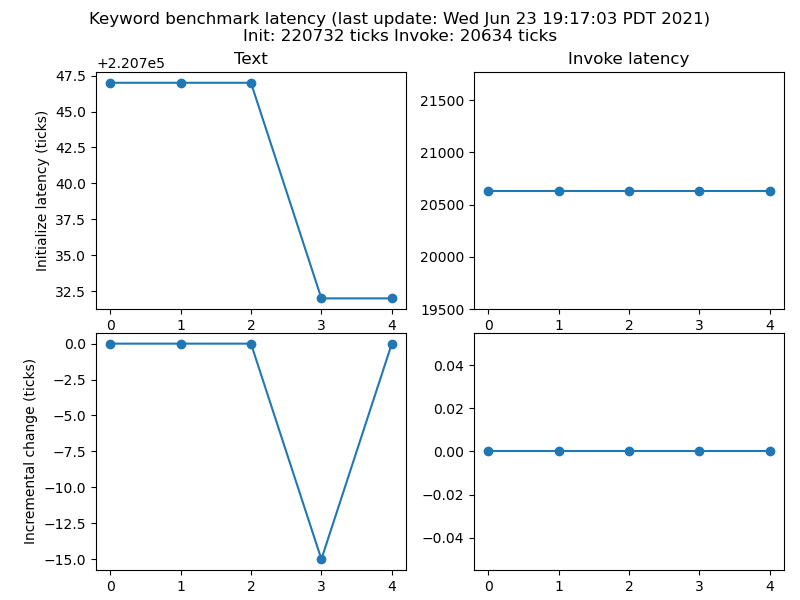 Keyword benchmark latency (last update: Wed Jun 23 19:17:03 PDT 2021)
Init: 220732 ticks Invoke: 20634 ticks
Text
+2.207e5
Initialize latency (ticks)
47.5
45.0
42.5
40.0
37.5
35.0
32.5
0 1 2 3 4
Invoke latency
21500
21000
20500
20000
19500
0 1 2 3 4
Incremental change (ticks)
0.0
−2.5
−5.0
−7.5
−10.0
−12.5
−15.0
0 1 2 3 4
0.04
0.02
0.00
−0.02
−0.04
0 1 2 3 4